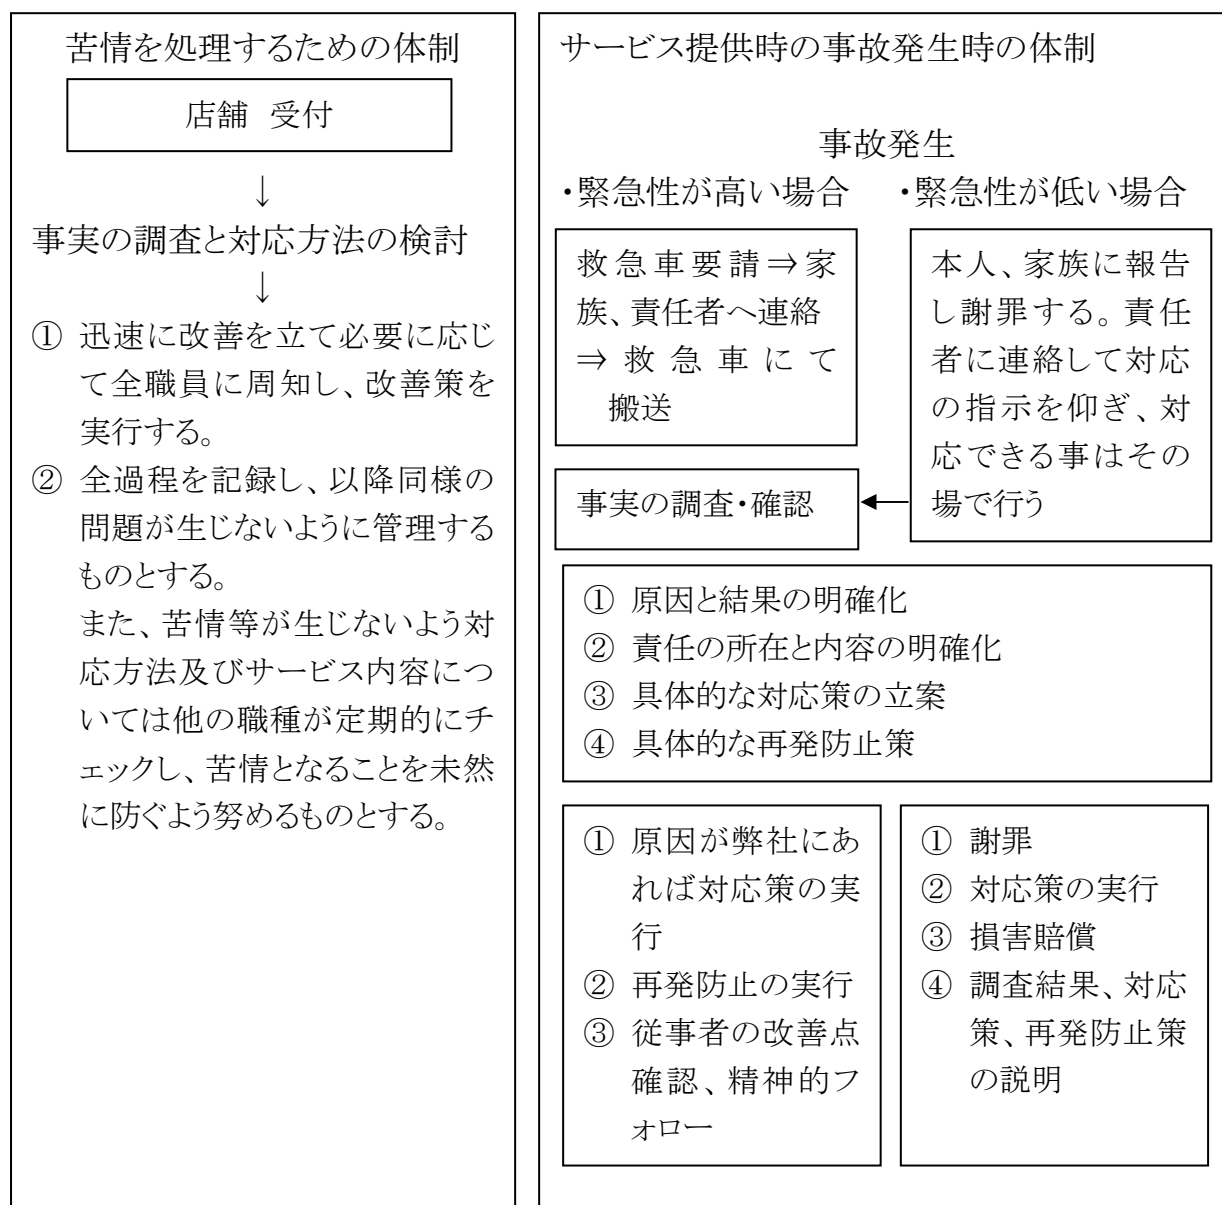 苦情を処理するための体制
店舗 受付
↓
事実の調査と対応方法の検討
↓
① 迅速に改善を立て必要に応じ
て全職員に周知し、改善策を
実行する。
② 全過程を記録し、以降同様の
問題が生じないように管理する
ものとする。
また、苦情等が生じないよう対
応方法及びサービス内容につ
いては他の職種が定期的にチ
ェックし、苦情となることを未然
に防ぐよう努めるものとする。
サービス提供時の事故発生時の体制
事故発生
・緊急性が高い場合
救急車要請⇒家
族、責任者へ連絡
⇒救急車にて
搬送
・緊急性が低い場合
本人、家族に報告
し謝罪する。責任
者に連絡して対応
の指示を仰ぎ、対
応できる事はその
場で行う
事実の調査・確認
① 原因と結果の明確化
② 責任の所在と内容の明確化
③ 具体的な対応策の立案
④ 具体的な再発防止策
① 原因が弊社にあ
れば対応策の実
行
② 再発防止の実行
③ 従事者の改善点
確認、精神的フ
ォロー
① 謝罪
② 対応策の実行
③ 損害賠償
④ 調査結果、対応
策、再発防止策
の説明